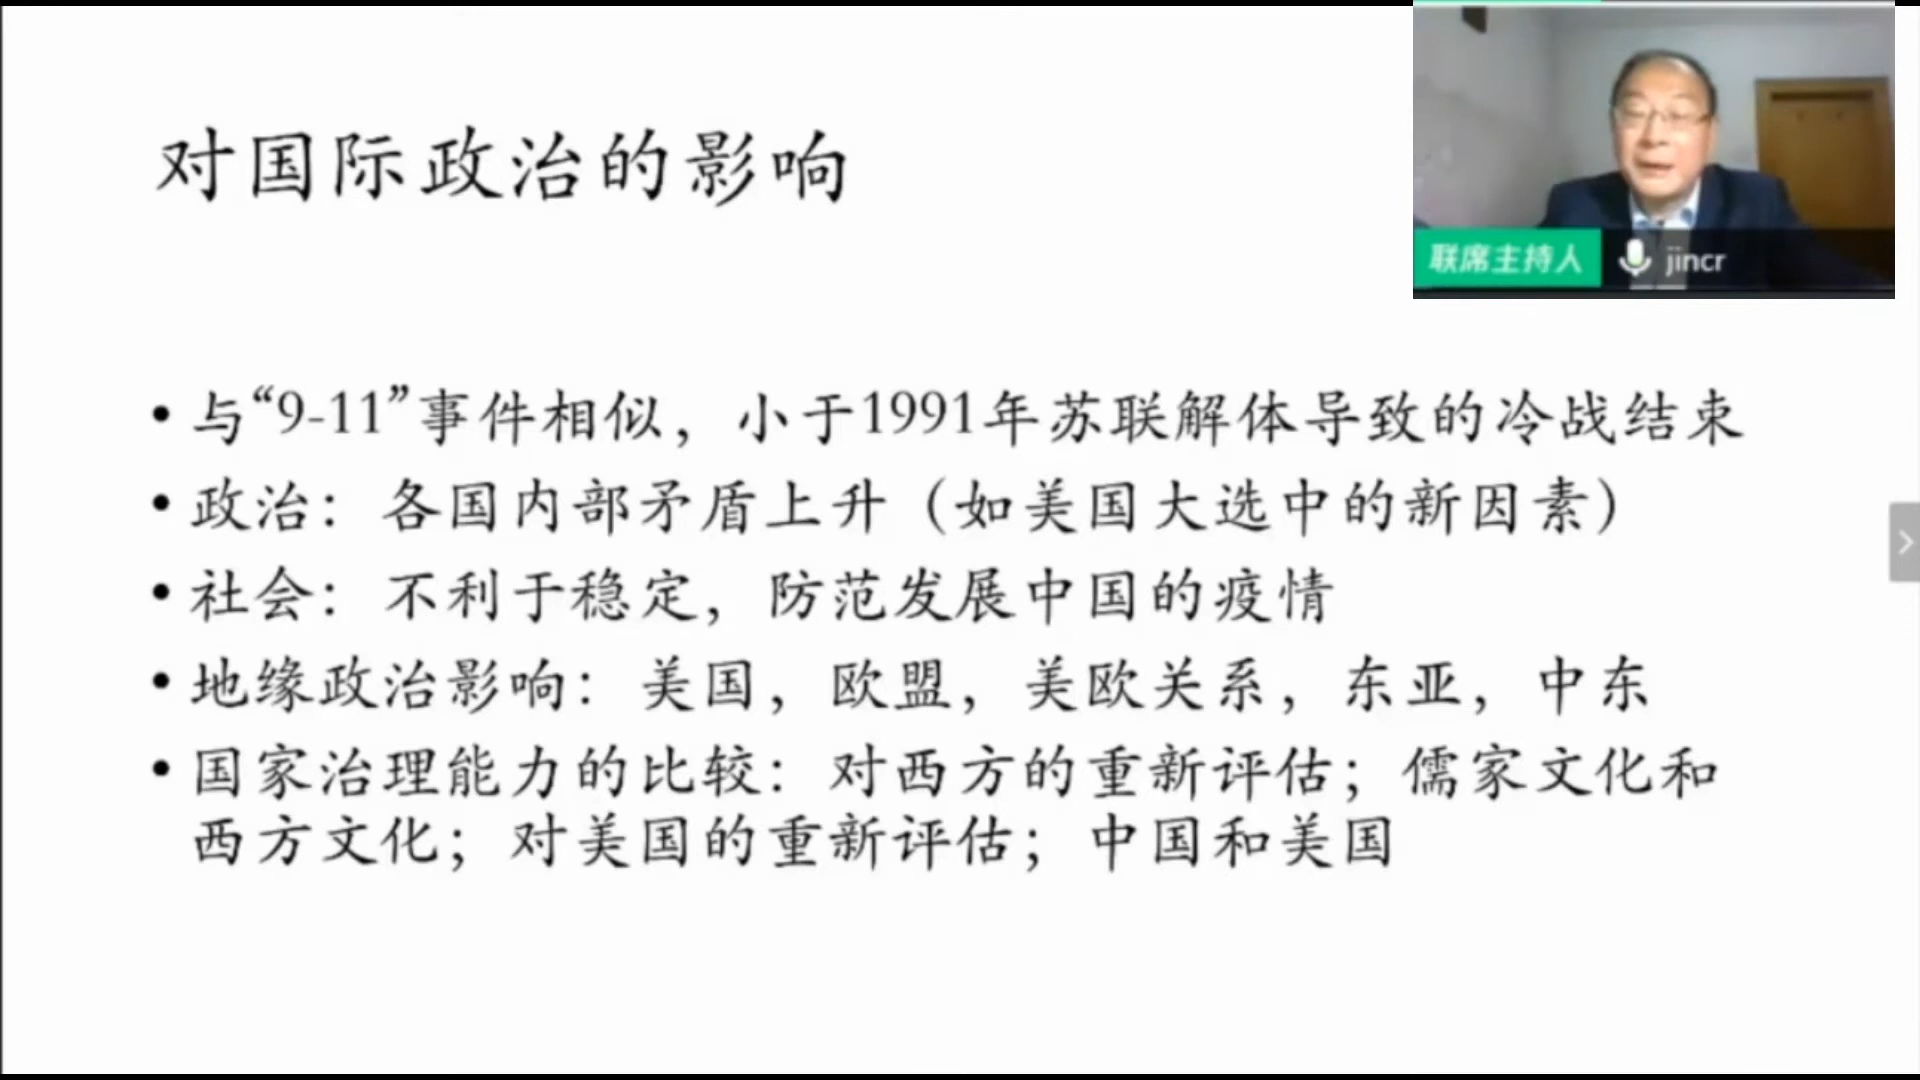 对国际政治的影响
联席主持人 jincr
• 与“9-11”事件相似，小于1991年苏联解体导致的冷战结束
• 政治：各国内部矛盾上升（如美国大选中的新因素）
• 社会：不利于稳定，防范发展中国的疫情
• 地缘政治影响：美国，欧盟，美欧关系，东亚，中东
• 国家治理能力的比较：对西方的重新评估；儒家文化和
西方文化；对美国的重新评估；中国和美国